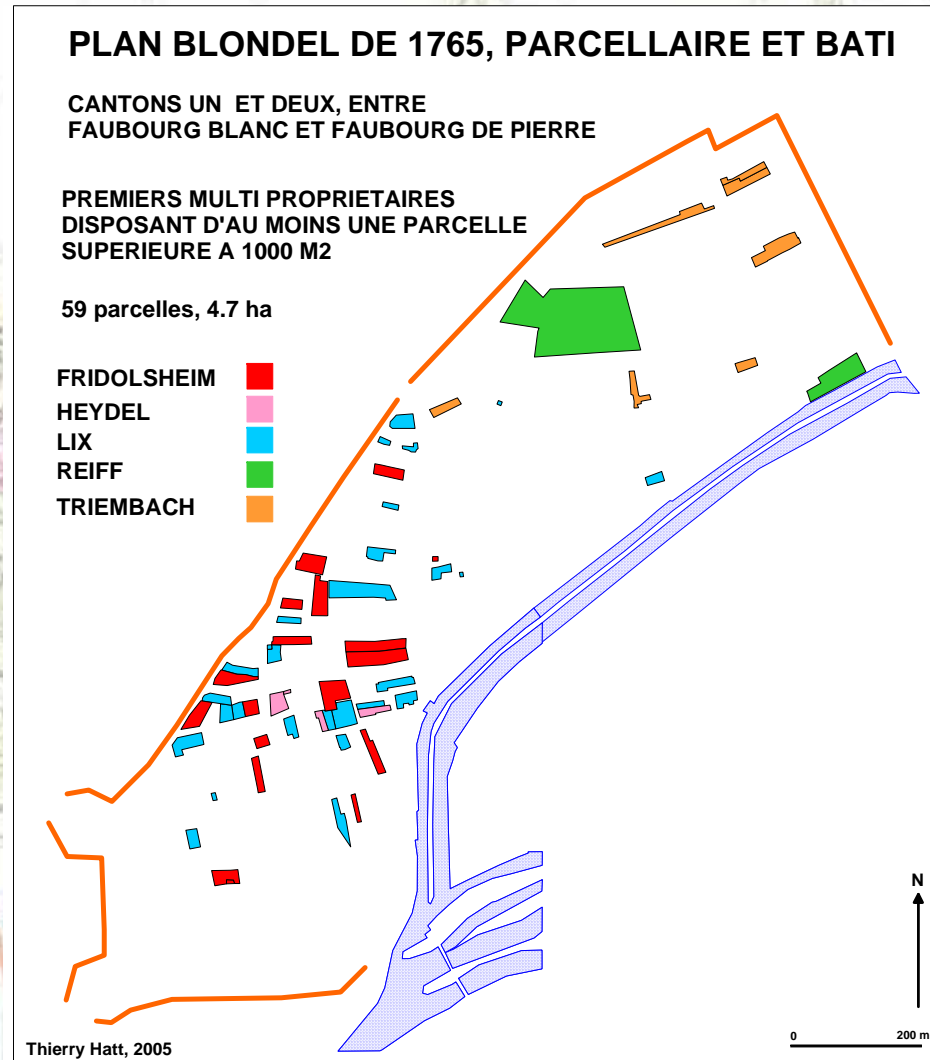 PLAN BLONDEL DE 1765, PARCELLAIRE ET BATI
CANTONS UN ET DEUX, ENTRE
FAUBOURG BLANC ET FAUBOURG DE PIERRE
PREMIERS MULTI PROPRIETAIRES
DISPOSANT D'AU MOINS UNE PARCELLE
SUPERIEURE A 1000 M2
59 parcelles, 4.7 ha
FRIDOLSHEIM
HEYDEL
LIX
REIFF
TRIEMBACH
N
0 200 m
Thierry Hatt, 2005